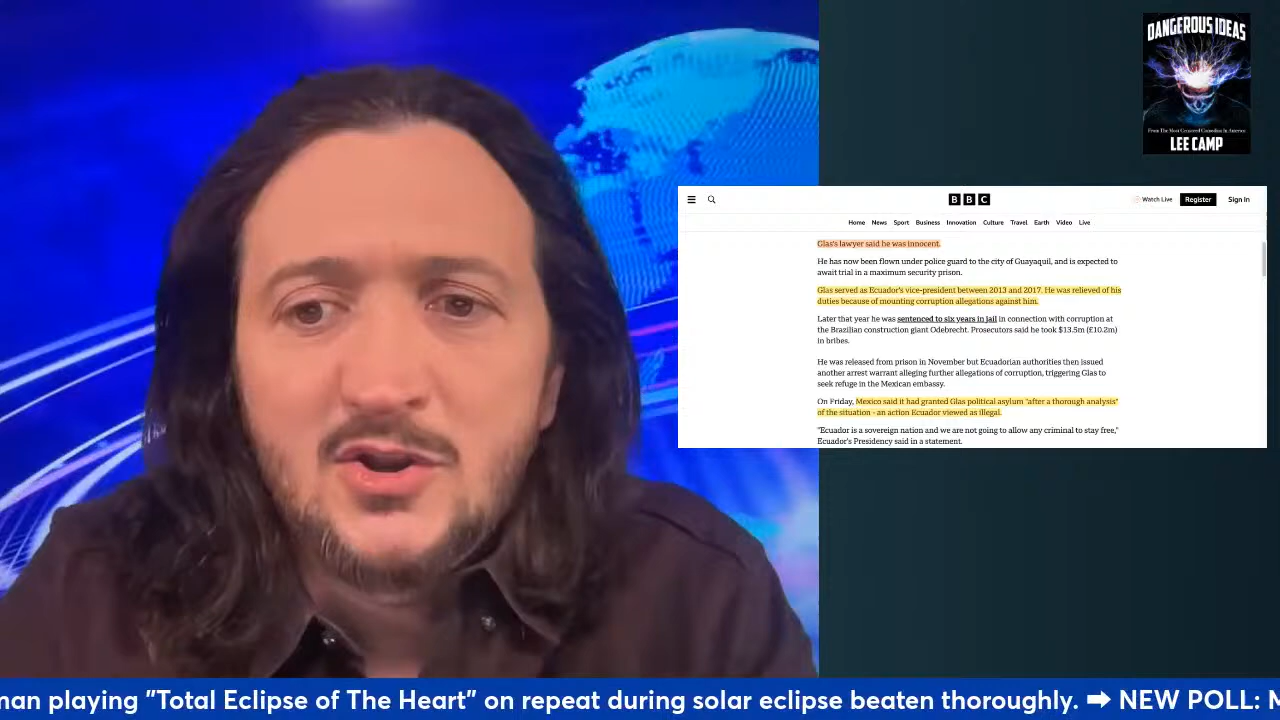 DANGEROUS IDEAS
From The Most Censored Comedian In America
LEE CAMP
BBC
Watch Live
Register
Sign In
Home News Sport Business Innovation Culture Travel Earth Video Live
Glas's lawyer said he was innocent.
He has now been flown under police guard to the city of Guayaquil, and is expected to
await trial in a maximum security prison.
Glas served as Ecuador's vice-president between 2013 and 2017. He was relieved of his
duties because of mounting corruption allegations against him.
Later that year he was sentenced to six years in jail in connection with corruption at
the Brazilian construction giant Odebrecht. Prosecutors said he took $13.5m (£10.2m)
in bribes.
He was released from prison in November but Ecuadorian authorities then issued
another arrest warrant alleging further allegations of corruption, triggering Glas to
seek refuge in the Mexican embassy.
On Friday, Mexico said it had granted Glas political asylum "after a thorough analysis"
of the situation - an action Ecuador viewed as illegal.
"Ecuador is a sovereign nation and we are not going to allow any criminal to stay free,"
Ecuador's Presidency said in a statement.
man playing "Total Eclipse of The Heart" on repeat during solar eclipse beaten thoroughly. ➡ NEW POLL: M